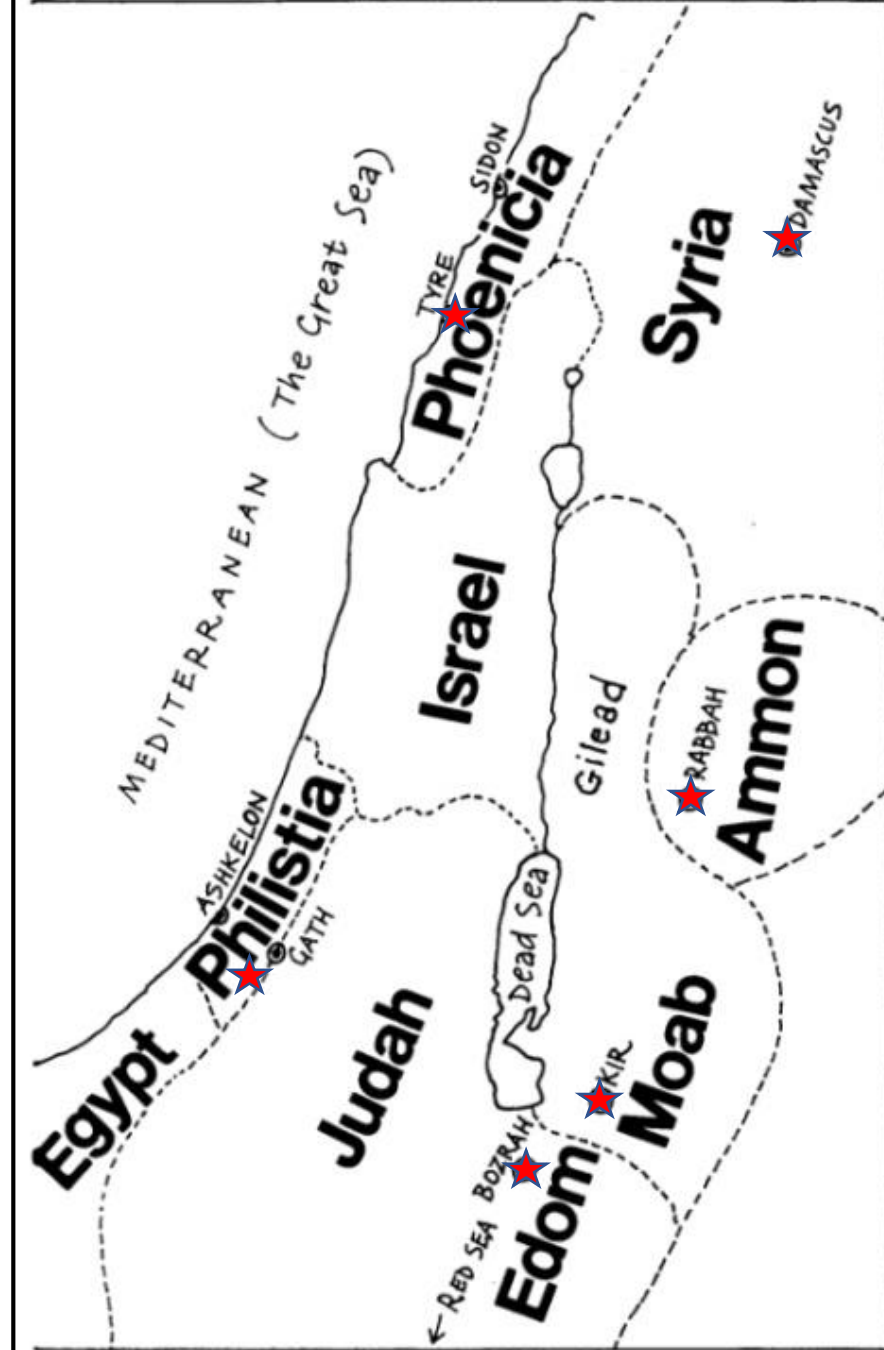 SIDON
DAMASCUS
Phoenicia
MEDITERRANEAN (The Great Sea)
TYRE
Syria
Israel
Gilead
RABBAH
Ammon
ASHKELON
Philistia
GATH
Dead Sea
Egypt
Judah
Moab
KIR
BOZRAH
Edom
← RED SEA